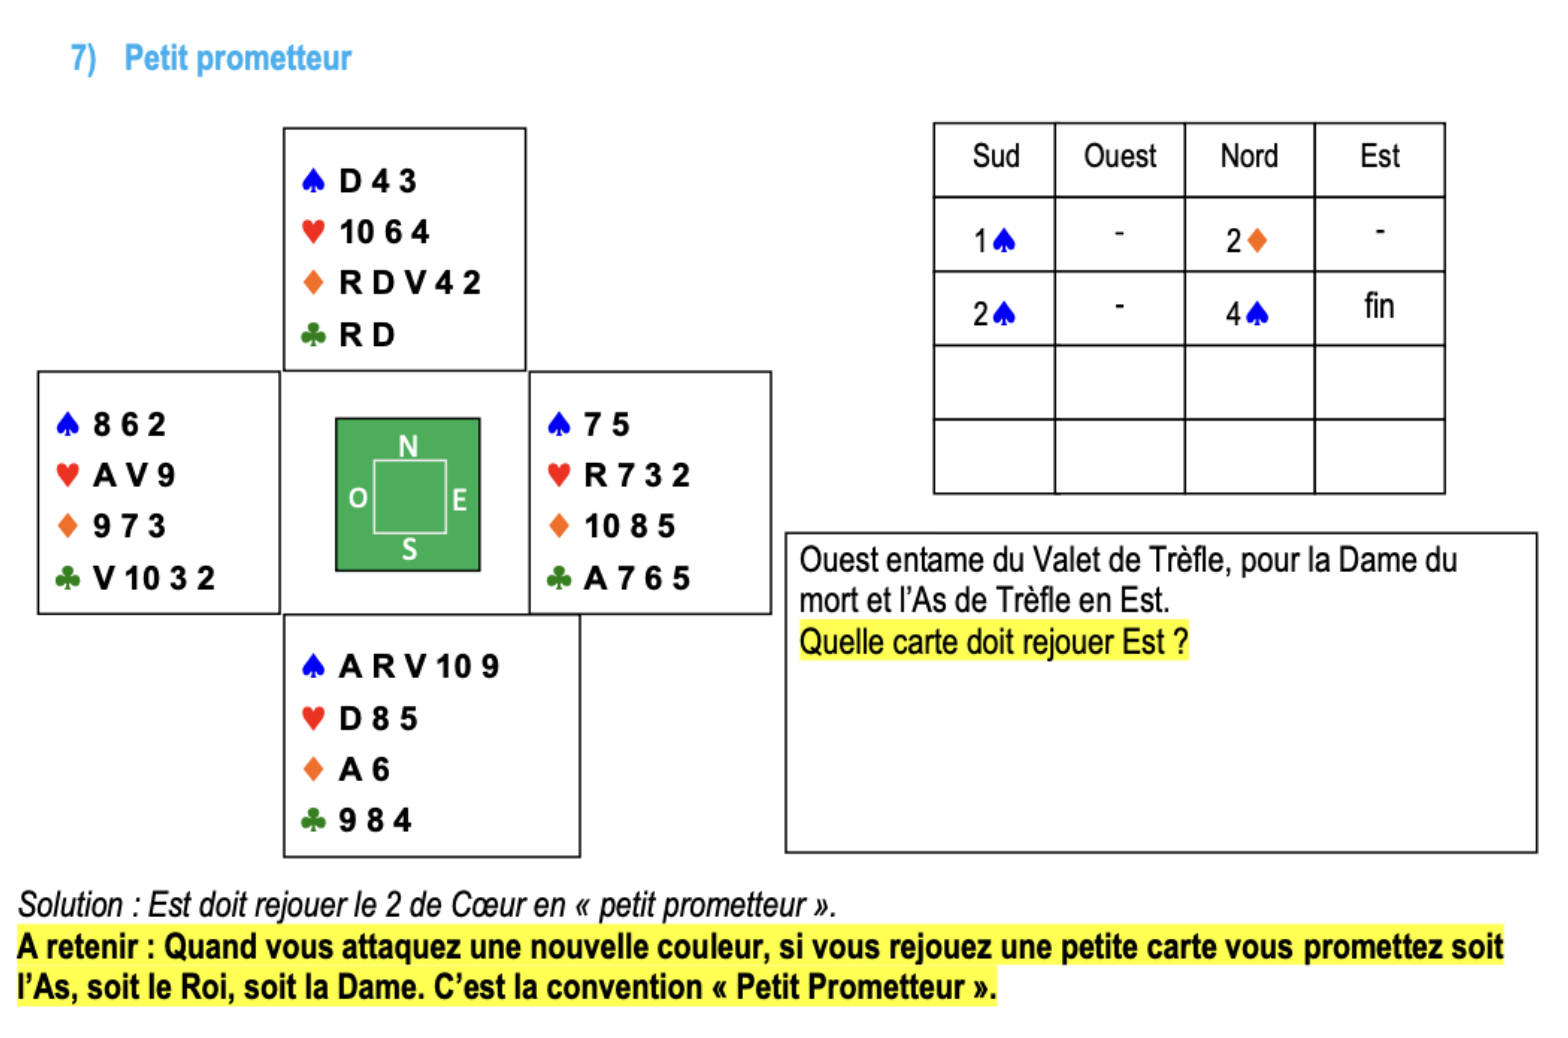 7) Petit prometteur
♠ D 4 3
♥ 10 6 4
♦ R D V 4 2
♣ R D
♠ 8 6 2
♥ A V 9
♦ 9 7 3
♣ V 10 3 2
N
O E
S
♠ 7 5
♥ R 7 3 2
♦ 10 8 5
♣ A 7 6 5
♠ A R V 10 9
♥ D 8 5
♦ A 6
♣ 9 8 4
Sud Ouest Nord Est
1♠ - 2♦ -
2♠ - 4♠ fin
Ouest entame du Valet de Trèfle, pour la Dame du
mort et l'As de Trèfle en Est.
Quelle carte doit rejouer Est ?
Solution : Est doit rejouer le 2 de Cœur en « petit prometteur ».
A retenir : Quand vous attaquez une nouvelle couleur, si vous rejouez une petite carte vous promettez soit
l'As, soit le Roi, soit la Dame. C'est la convention « Petit Prometteur ».